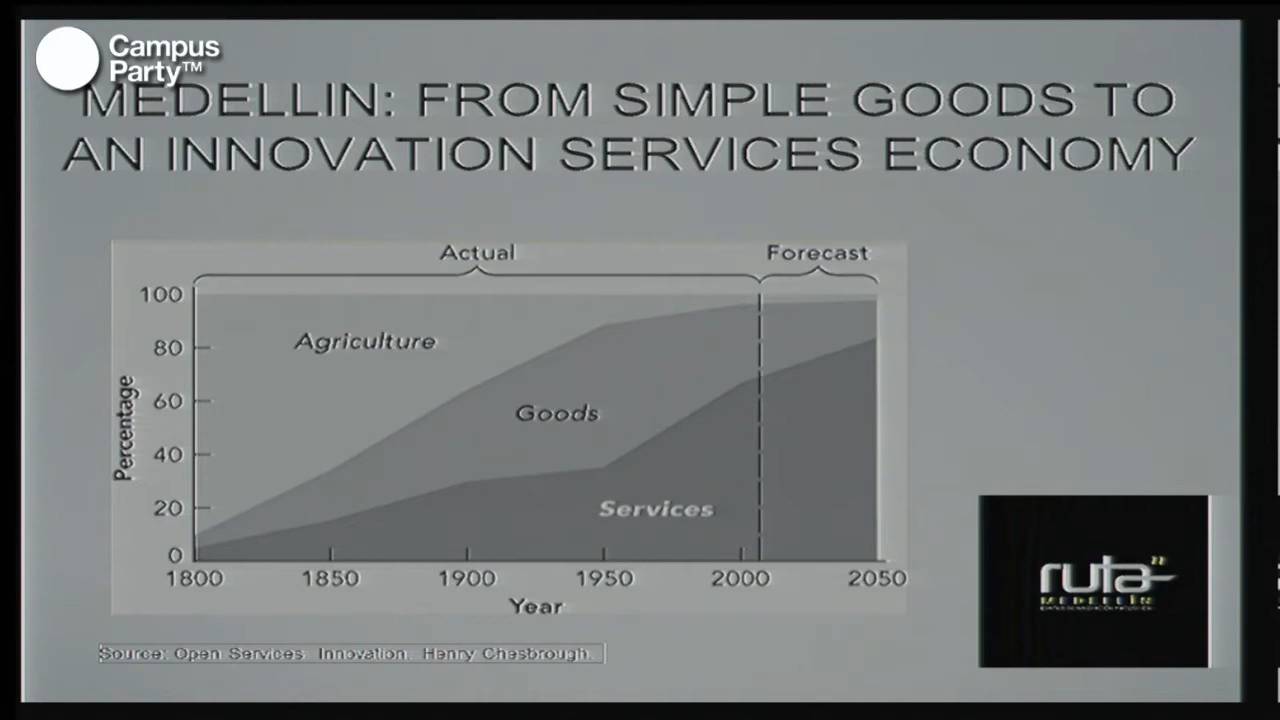 Campus
Party™
MEDELLIN: FROM SIMPLE GOODS TO
AN INNOVATION SERVICES ECONOMY
Actual
Forecast
100
80
60
40
20
0
Percentage
Agriculture
Goods
Services
1800
1850
1900
1950
2000
2050
Year
Source: Open Services Innovation. Henry Chesbrough.
ruta
MEDELLIN